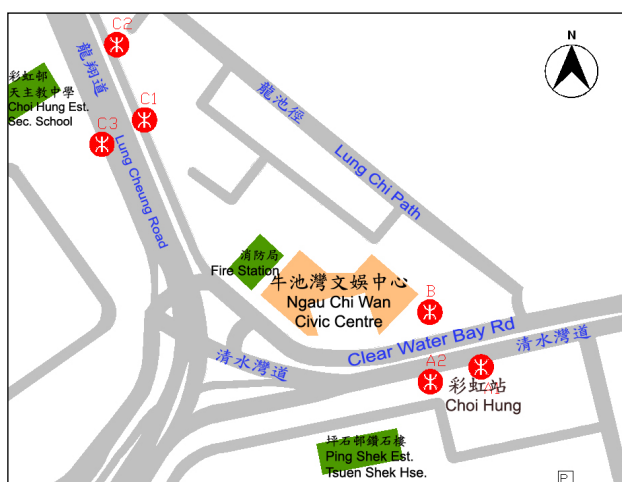 C2
N
龍翔道
彩虹邨
天主教中學
Choi Hung Est.
Sec. School
龍池徑
C1
C3
Lung Cheung Road
Lung Chi Path
消防局
Fire Station
牛池灣文娛中心
Ngau Chi Wan
Civic Centre
B
Clear Water Bay Rd
清水灣道
清水灣道
A2
A1
彩虹站
Choi Hung
坪石邨鑽石樓
Ping Shek Est.
Tsuen Shek Hse.
P